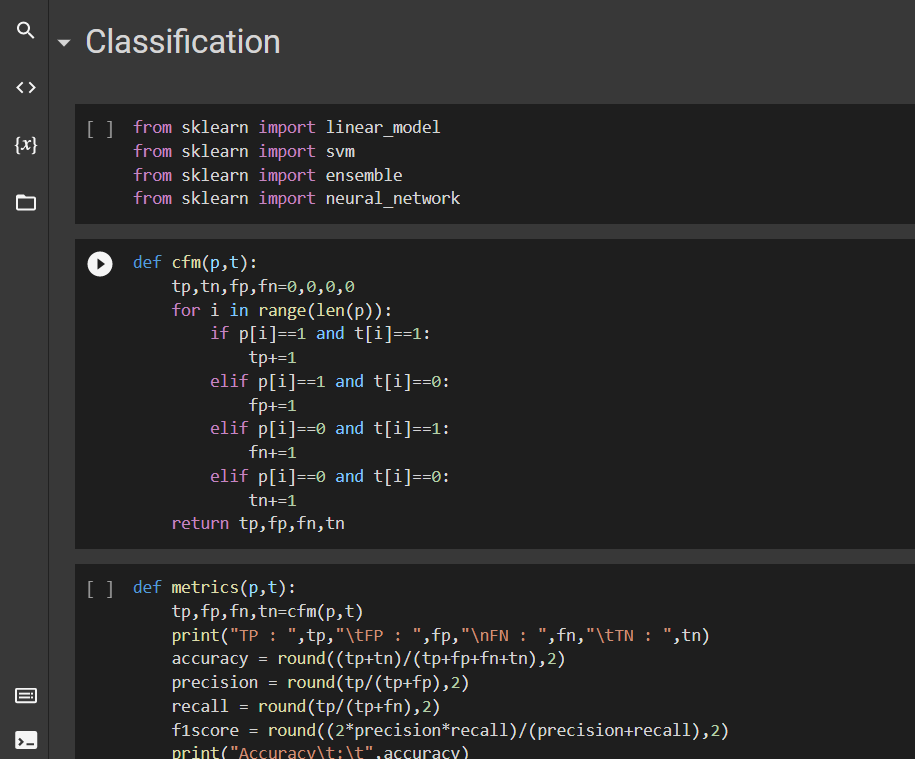 Classification
[ ] from sklearn import linear_model
from sklearn import svm
from sklearn import ensemble
from sklearn import neural_network
def cfm(p,t):
    tp,tn,fp,fn=0,0,0,0
    for i in range(len(p)):
        if p[i]==1 and t[i]==1:
            tp+=1
        elif p[i]==1 and t[i]==0:
            fp+=1
        elif p[i]==0 and t[i]==1:
            fn+=1
        elif p[i]==0 and t[i]==0:
            tn+=1
    return tp,fp,fn,tn
[ ] def metrics(p,t):
    tp,fp,fn,tn=cfm(p,t)
    print("TP : ",tp,"\tFP : ",fp,"\nFN : ",fn,"\tTN : ",tn)
    accuracy = round((tp+tn)/(tp+fp+fn+tn),2)
    precision = round(tp/(tp+fp),2)
    recall = round(tp/(tp+fn),2)
    f1score = round((2*precision*recall)/(precision+recall),2)
    print("Accuracy\t:\t",accuracy)